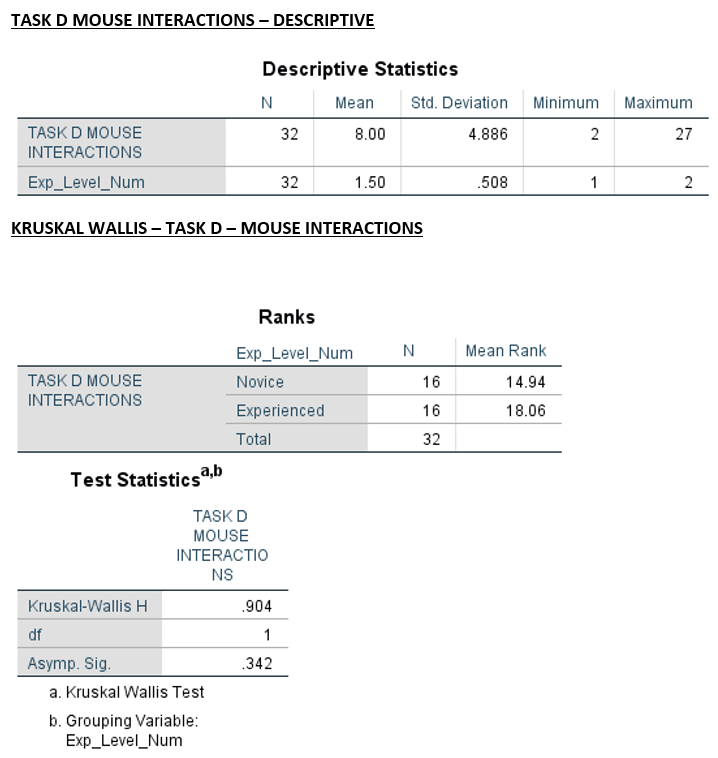 TASK D MOUSE INTERACTIONS – DESCRIPTIVE
Descriptive Statistics
N Mean Std. Deviation Minimum Maximum
TASK D MOUSE INTERACTIONS 32 8.00 4.886 2 27
Exp_Level_Num 32 1.50 .508 1 2
KRUSKAL WALLIS – TASK D – MOUSE INTERACTIONS
Ranks
Exp_Level_Num N Mean Rank
TASK D MOUSE INTERACTIONS Novice 16 14.94
Experienced 16 18.06
Total 32
Test Statistics a,b
TASK D
MOUSE
INTERACTIO
NS
Kruskal-Wallis H .904
df 1
Asymp. Sig. .342
a. Kruskal Wallis Test
b. Grouping Variable:
Exp_Level_Num